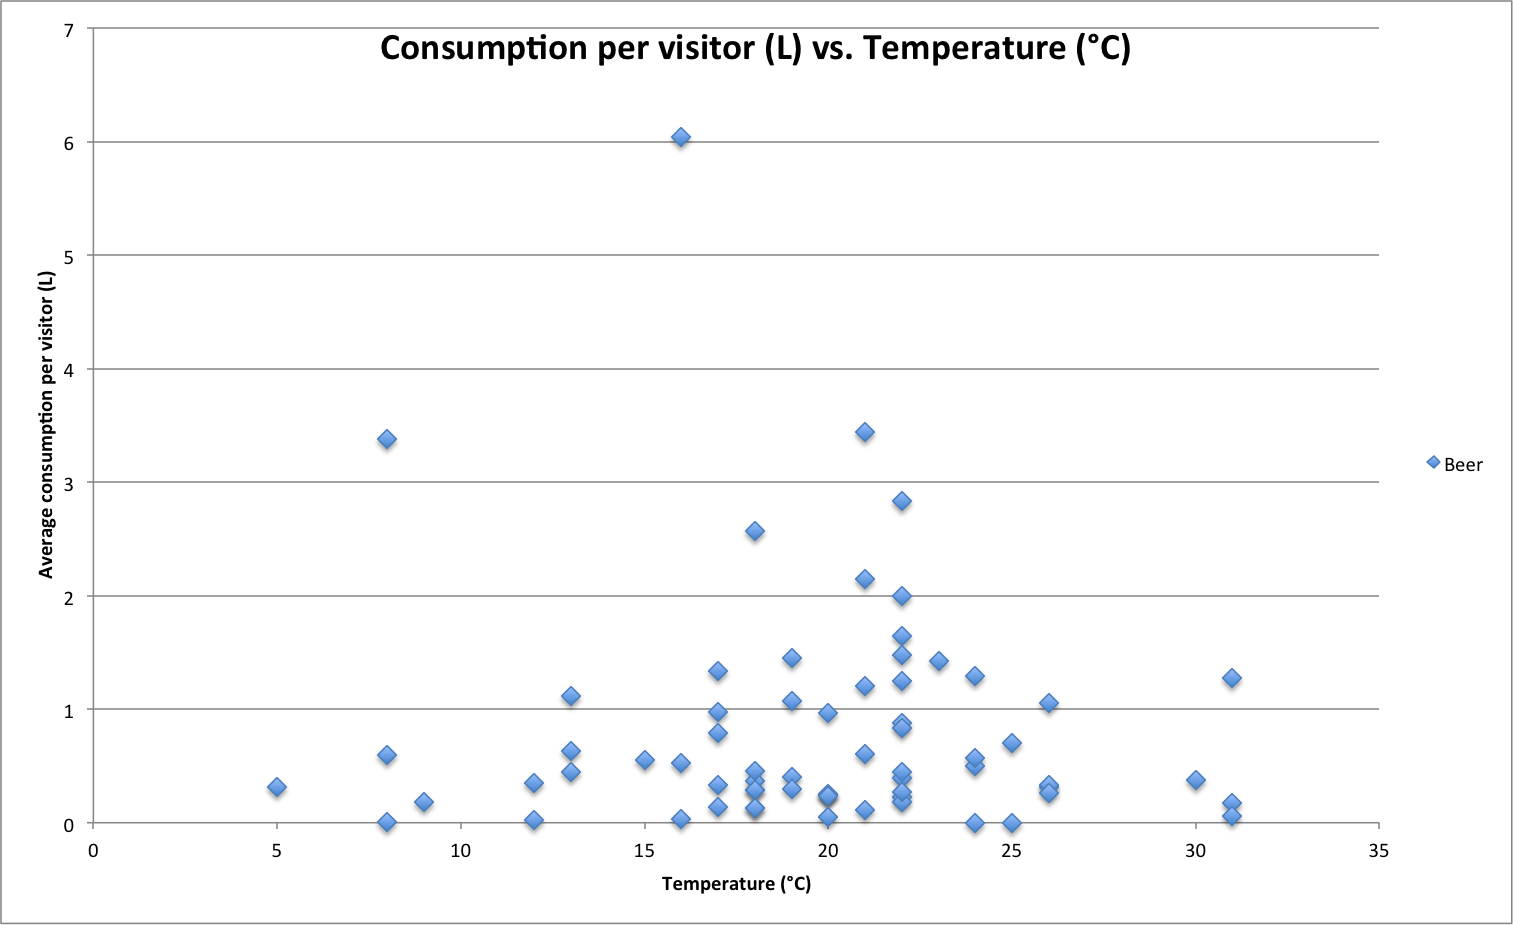 Consumption per visitor (L) vs. Temperature (°C)
7
6
5
4
3
2
1
0
Average consumption per visitor (L)
0 5 10 15 20 25 30 35
Temperature (°C)
Beer